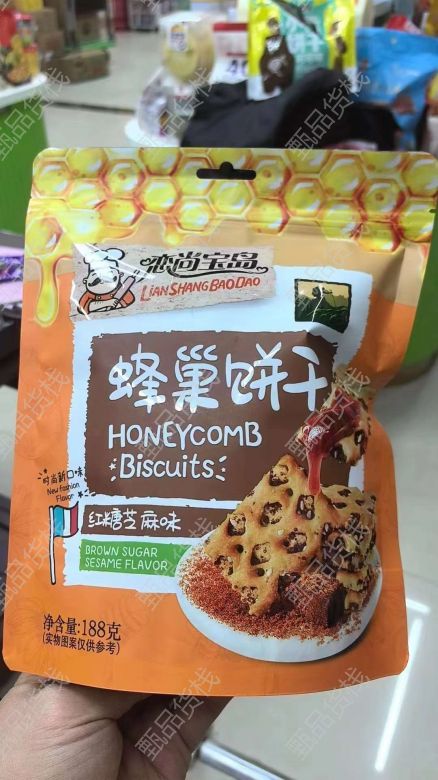 恋尚宝岛
LIANSHANGBAODAO
蜂巢饼干
HONEYCOMB
Biscuits
时尚新口味
New fashion
Flavor
红糖芝麻味
BROWN SUGAR
SESAME FLAVOR
净含量:188克
(实物图案仅供参考)
甄品货栈